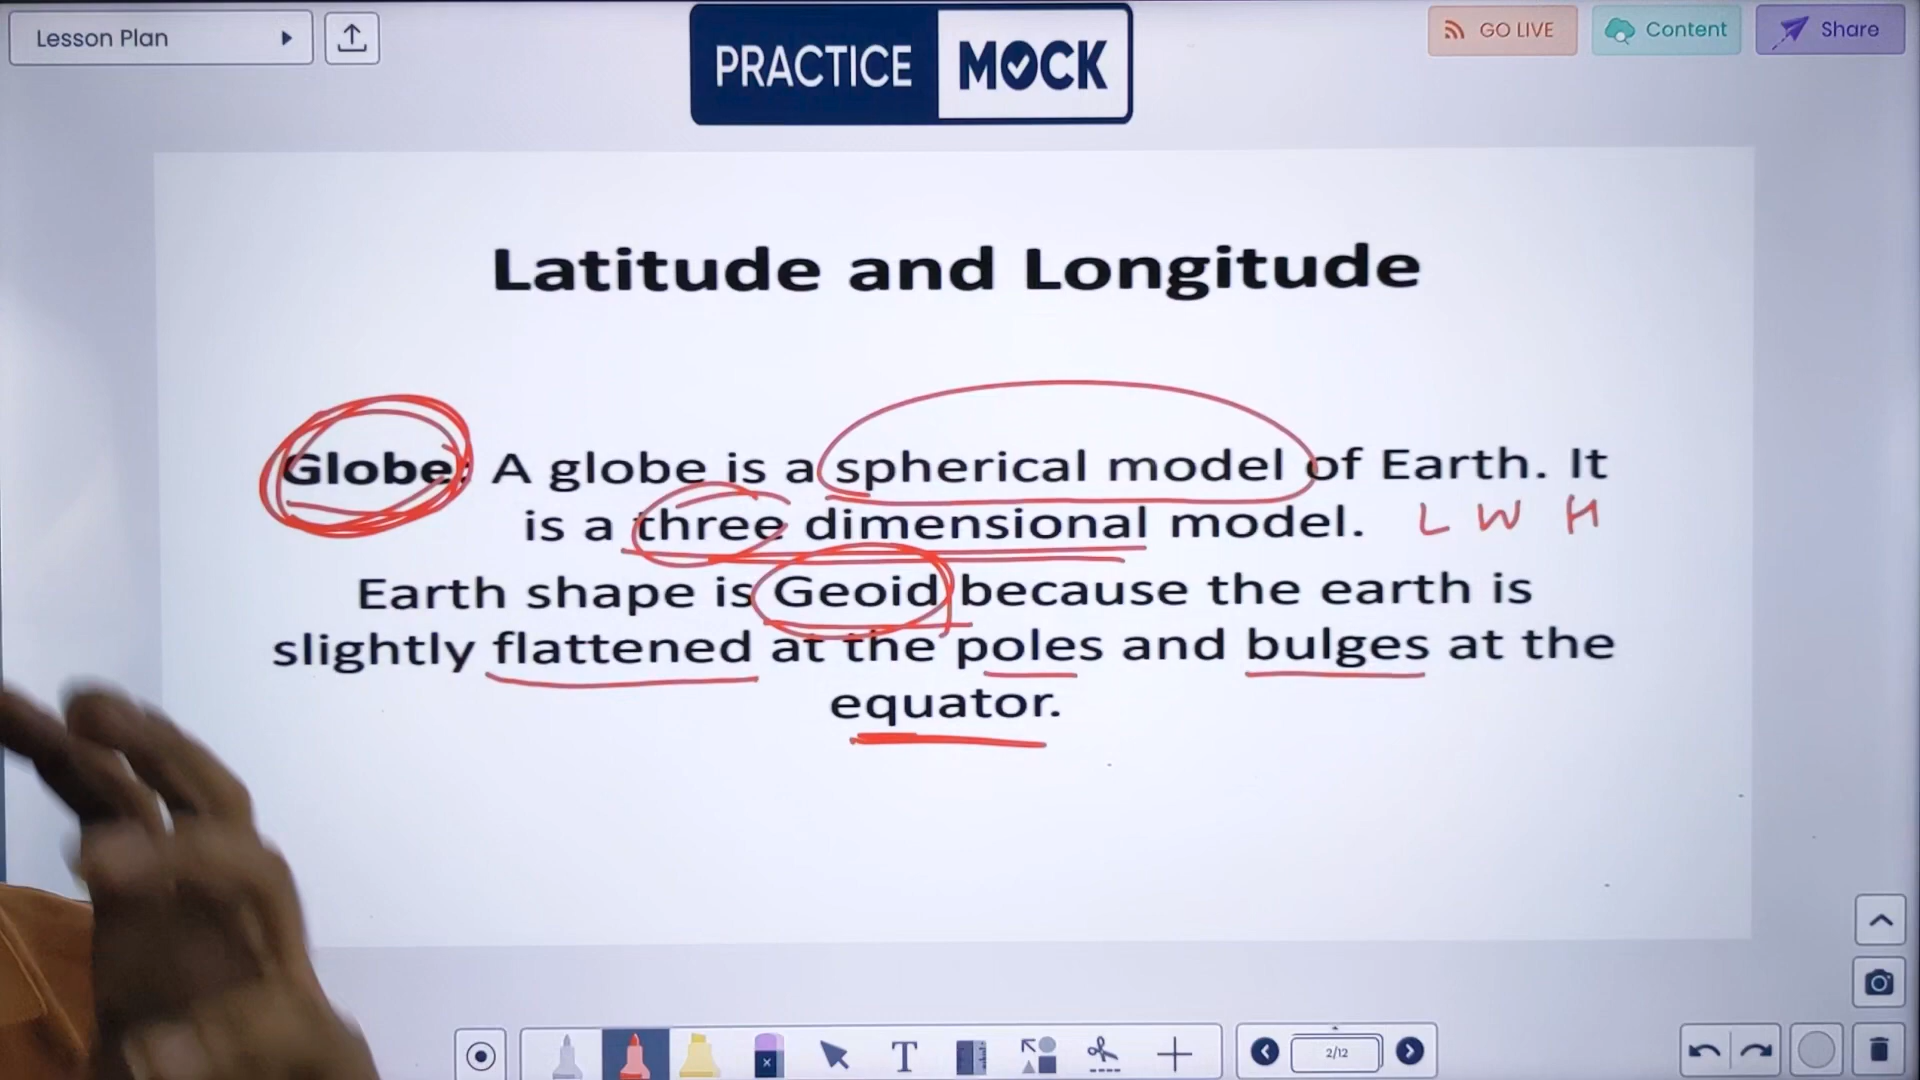 Lesson Plan
PRACTICE MOCK
GO LIVE
Content
Share
Latitude and Longitude
Globe: A globe is a spherical model of Earth. It
is a three dimensional model. L W H
Earth shape is Geoid because the earth is
slightly flattened at the poles and bulges at the
equator.
T
2/12